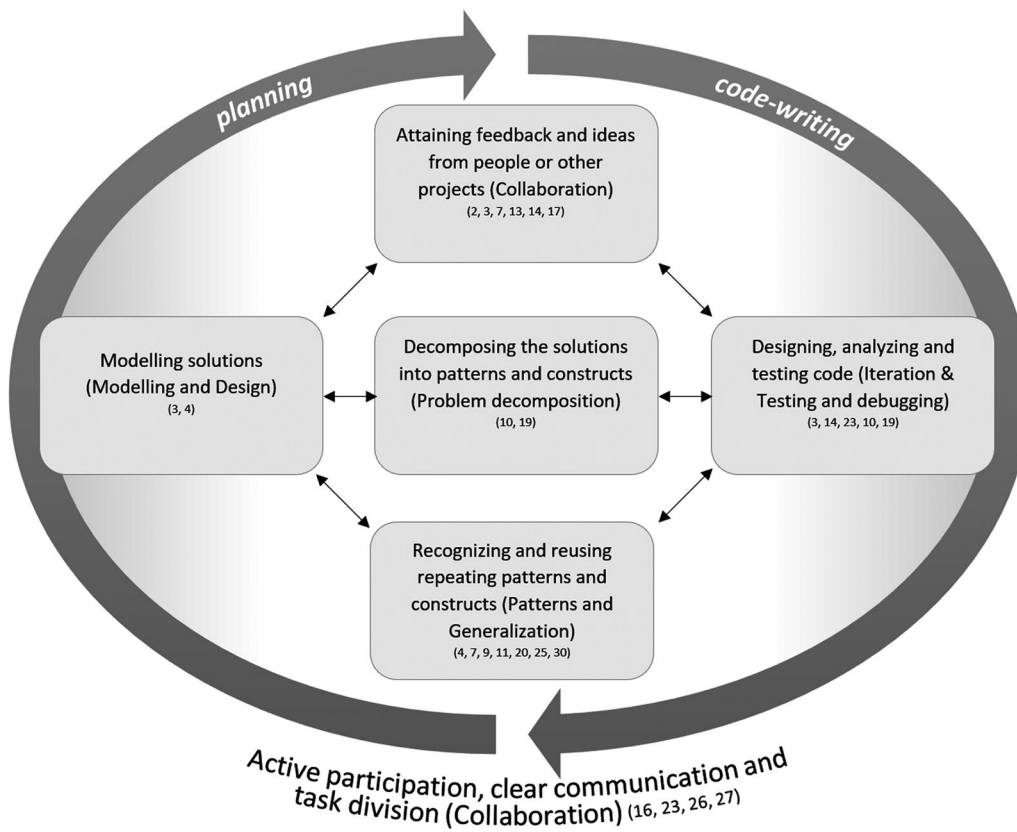 planning
code-writing
Attaining feedback and ideas
from people or other
projects (Collaboration)
(2, 3, 7, 13, 14, 17)
Modelling solutions
(Modelling and Design)
(3, 4)
Decomposing the solutions
into patterns and constructs
(Problem decomposition)
(10, 19)
Designing, analyzing and
testing code (Iteration &
Testing and debugging)
(3, 14, 23, 10, 19)
Recognizing and reusing
repeating patterns and
constructs (Patterns and
Generalization)
(4, 7, 9, 11, 20, 25, 30)
Active participation, clear communication and
task division (Collaboration) (16, 23, 26, 27)